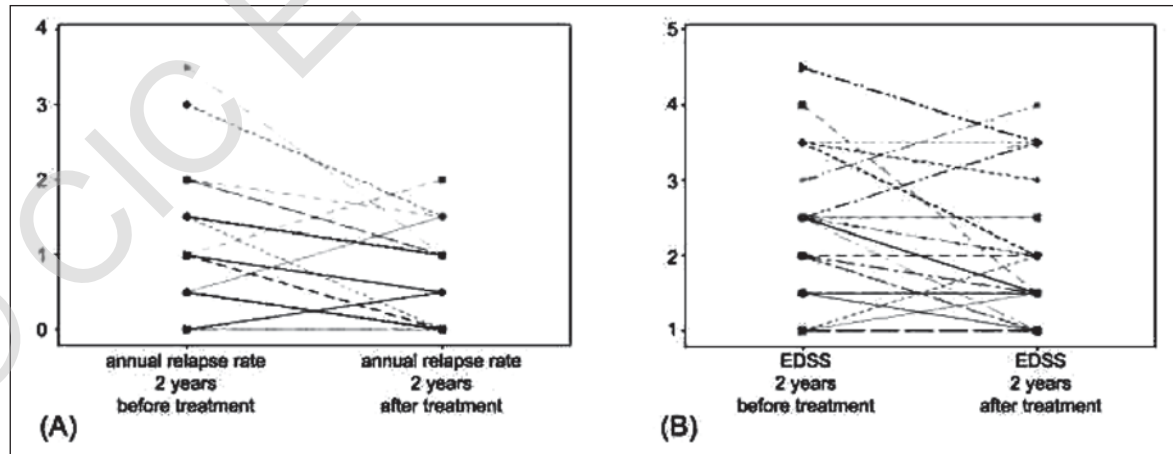 4
3
2
1
0
annual relapse rate
2 years
before treatment
annual relapse rate
2 years
after treatment
(A)
5
4
3
2
1
EDSS
2 years
before treatment
EDSS
2 years
after treatment
(B)
CIC E